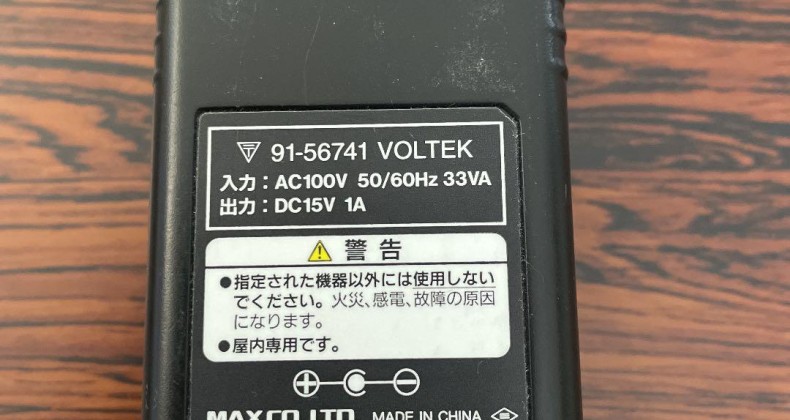 91-56741 VOLTEK
入力：AC100V 50/60Hz 33VA
出力：DC15V 1A
警告
●指定された機器以外には使用しない
でください。火災、感電、故障の原因
になります。
●屋内専用です。
MAX CO.,LTD. MADE IN CHINA